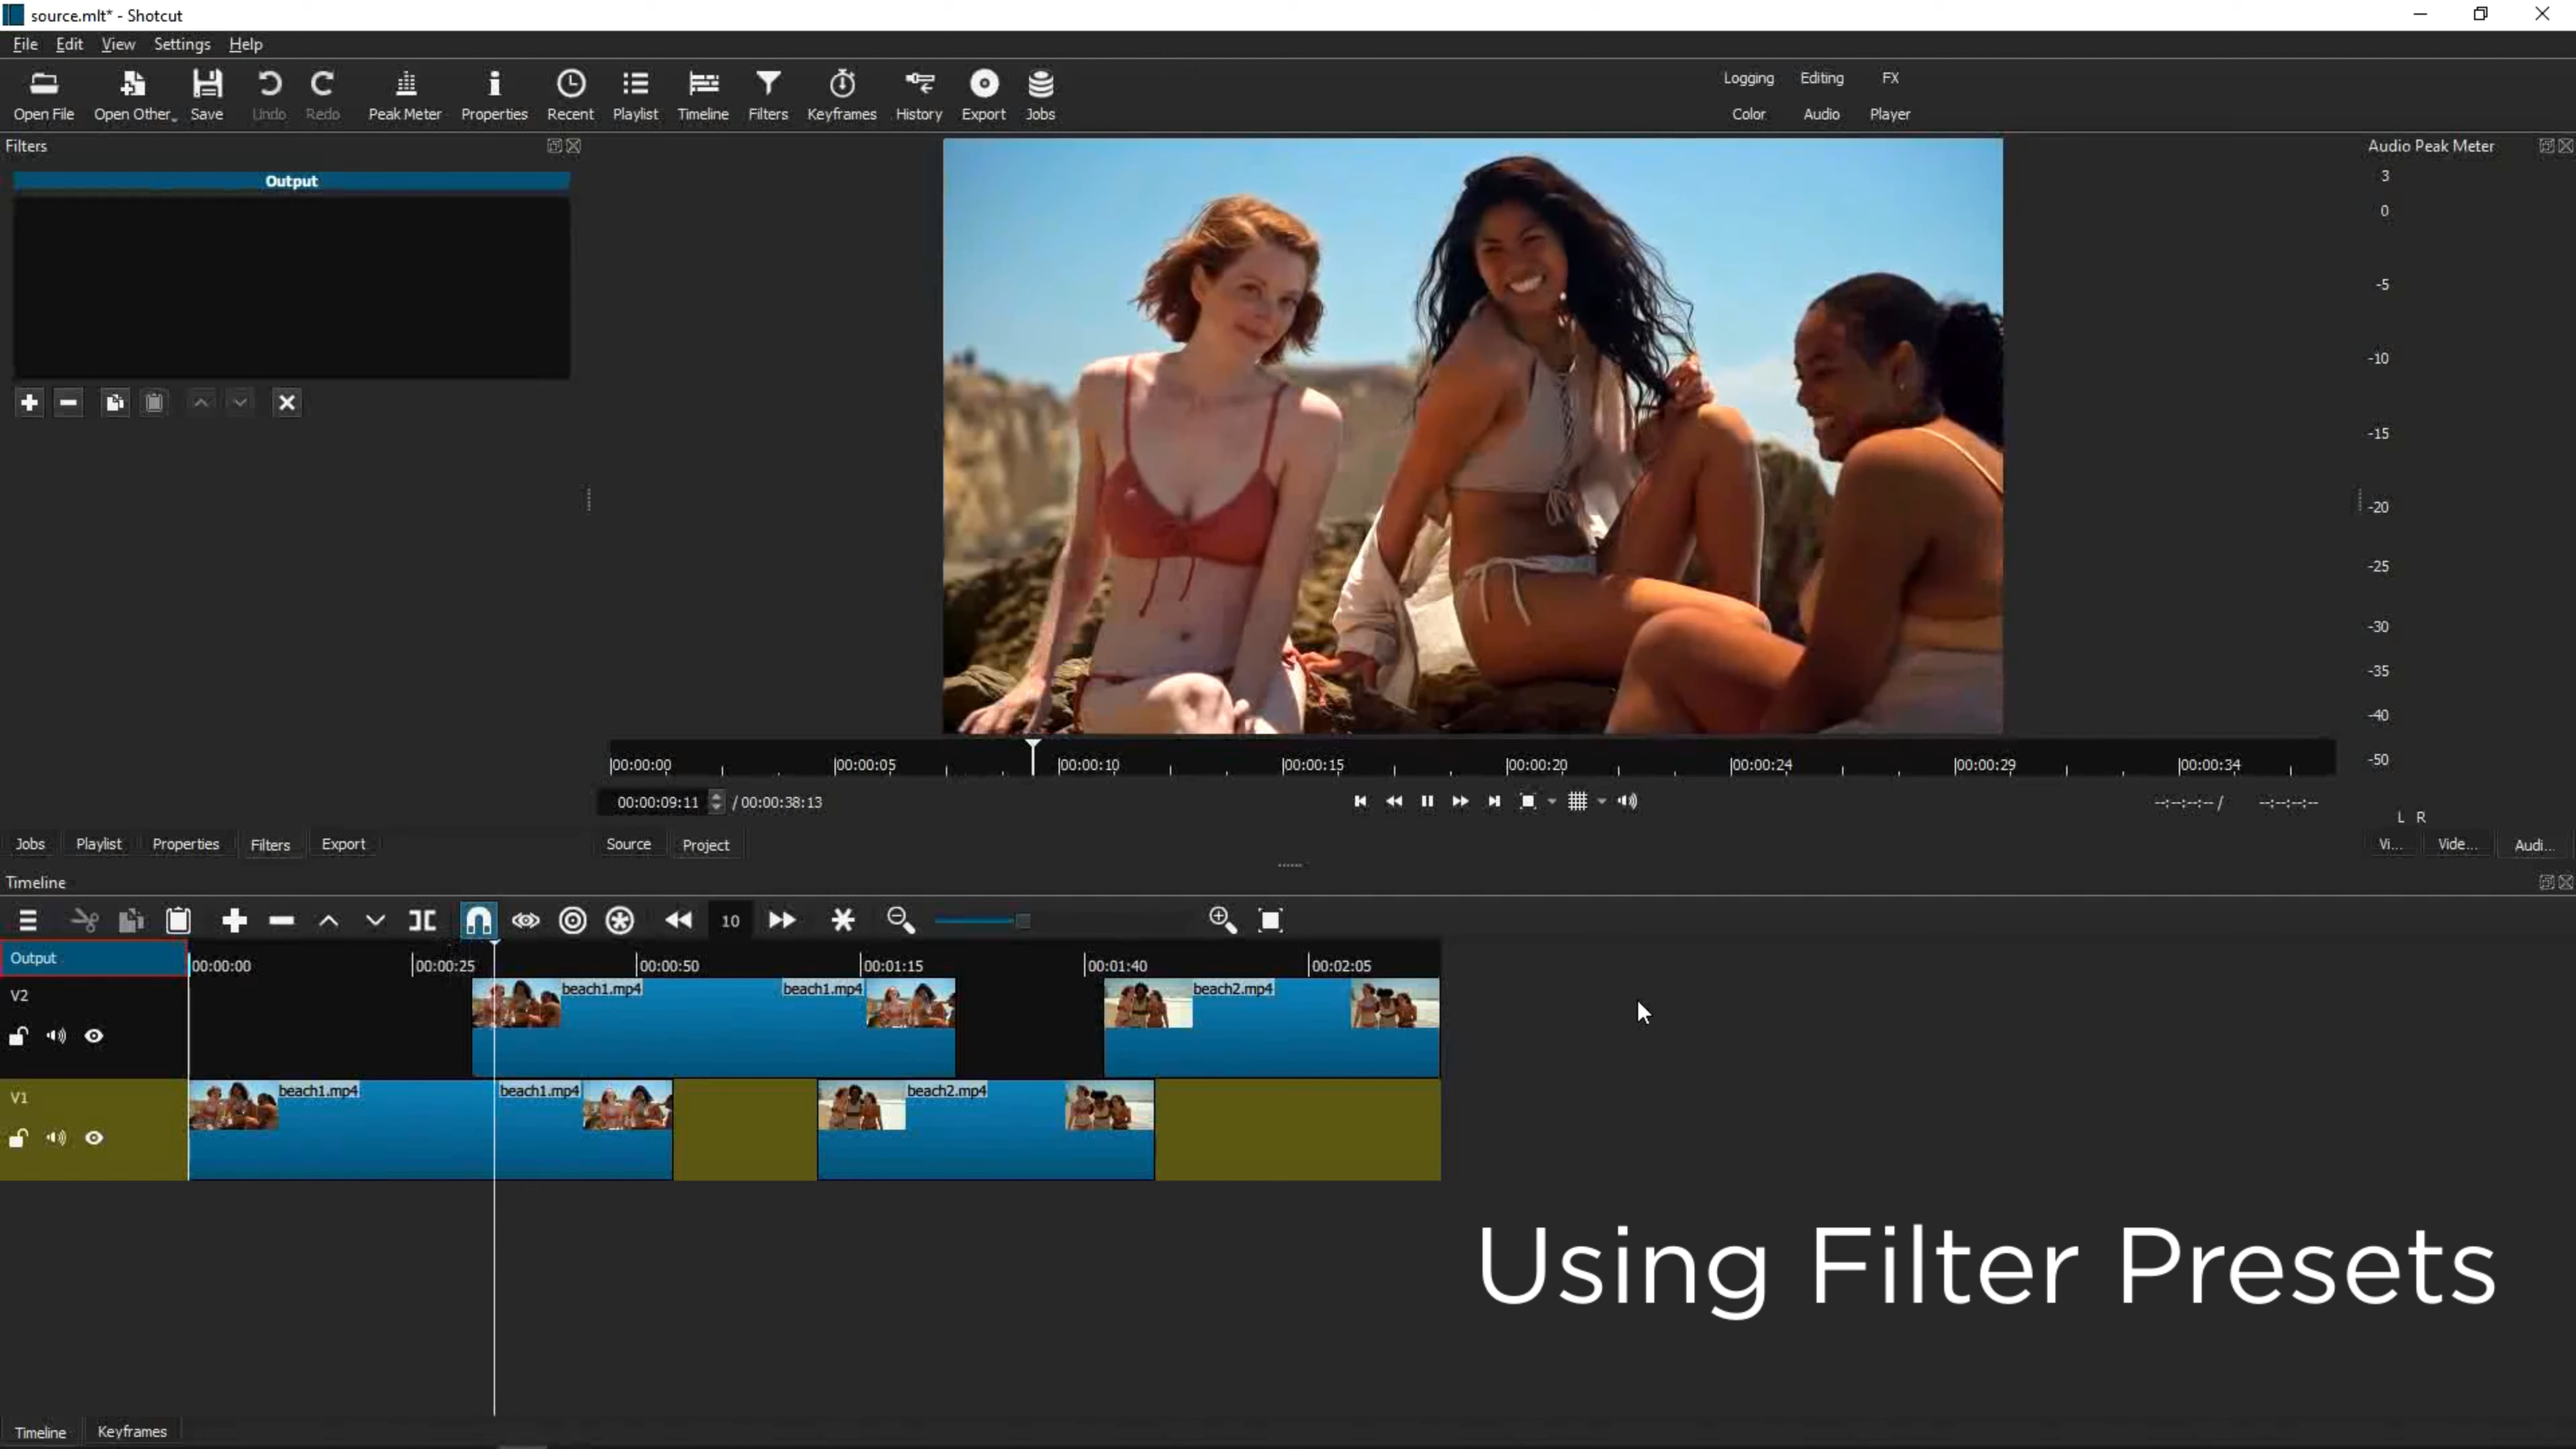 source.mlt* - Shotcut
File Edit View Settings Help
Open File Open Other.. Save Undo Redo Peak Meter Properties Recent Playlist Timeline Filters Keyframes History Export Jobs
Logging Editing FX
Color Audio Player
Filters
Output
Audio Peak Meter
3
0
-5
-10
-15
-20
-25
-30
-35
-40
-50
L R
00:00:00 00:00:05 00:00:10 00:00:15 00:00:20 00:00:24 00:00:29 00:00:34
00:00:09:11 / 00:00:38:13 --:--:--:-- / --:--:--:--
Jobs Playlist Properties Filters Export
Source Project
Vi... Vide... Audi...
Timeline
10
Output
00:00:00 00:00:25 00:00:50 00:01:15 00:01:40 00:02:05
V2
beach1.mp4 beach1.mp4 beach2.mp4
V1
beach1.mp4 beach1.mp4 beach2.mp4
Using Filter Presets
Timeline Keyframes